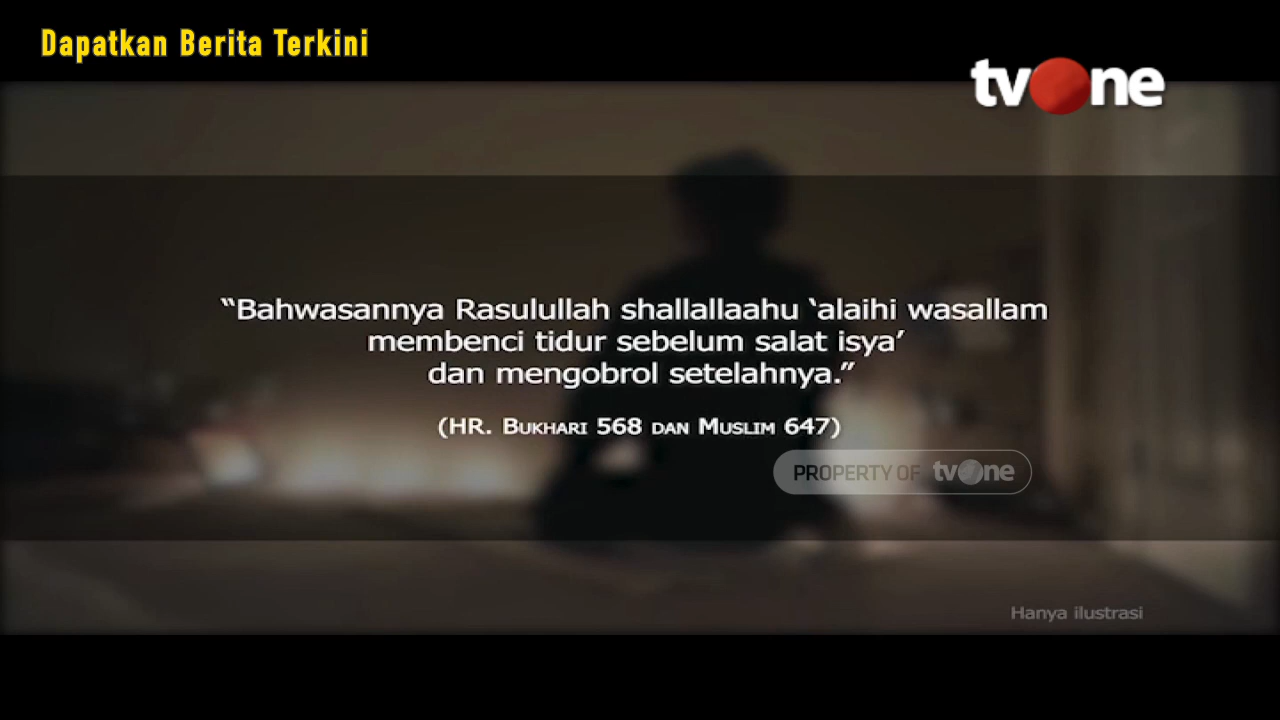 Dapatkan Berita Terkini
tvOne
“Bahwasannya Rasulullah shallallaahu ‘alaihi wasallam
membenci tidur sebelum salat isya’
dan mengobrol setelahnya.”
(HR. Bukhari 568 dan Muslim 647)
PROPERTY OF tvOne
Hanya ilustrasi